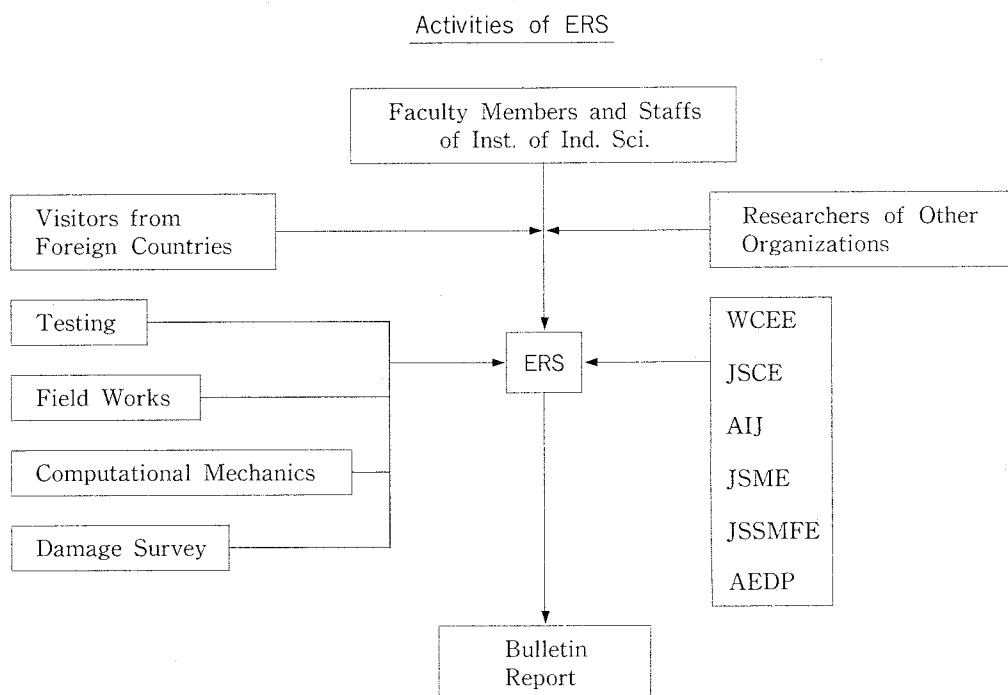 Activities of ERS
Faculty Members and Staffs
of Inst. of Ind. Sci.
Visitors from
Foreign Countries
Researchers of Other
Organizations
Testing
Field Works
Computational Mechanics
Damage Survey
ERS
WCEE
JSCE
AIJ
JSME
JSSMFE
AEDP
Bulletin
Report